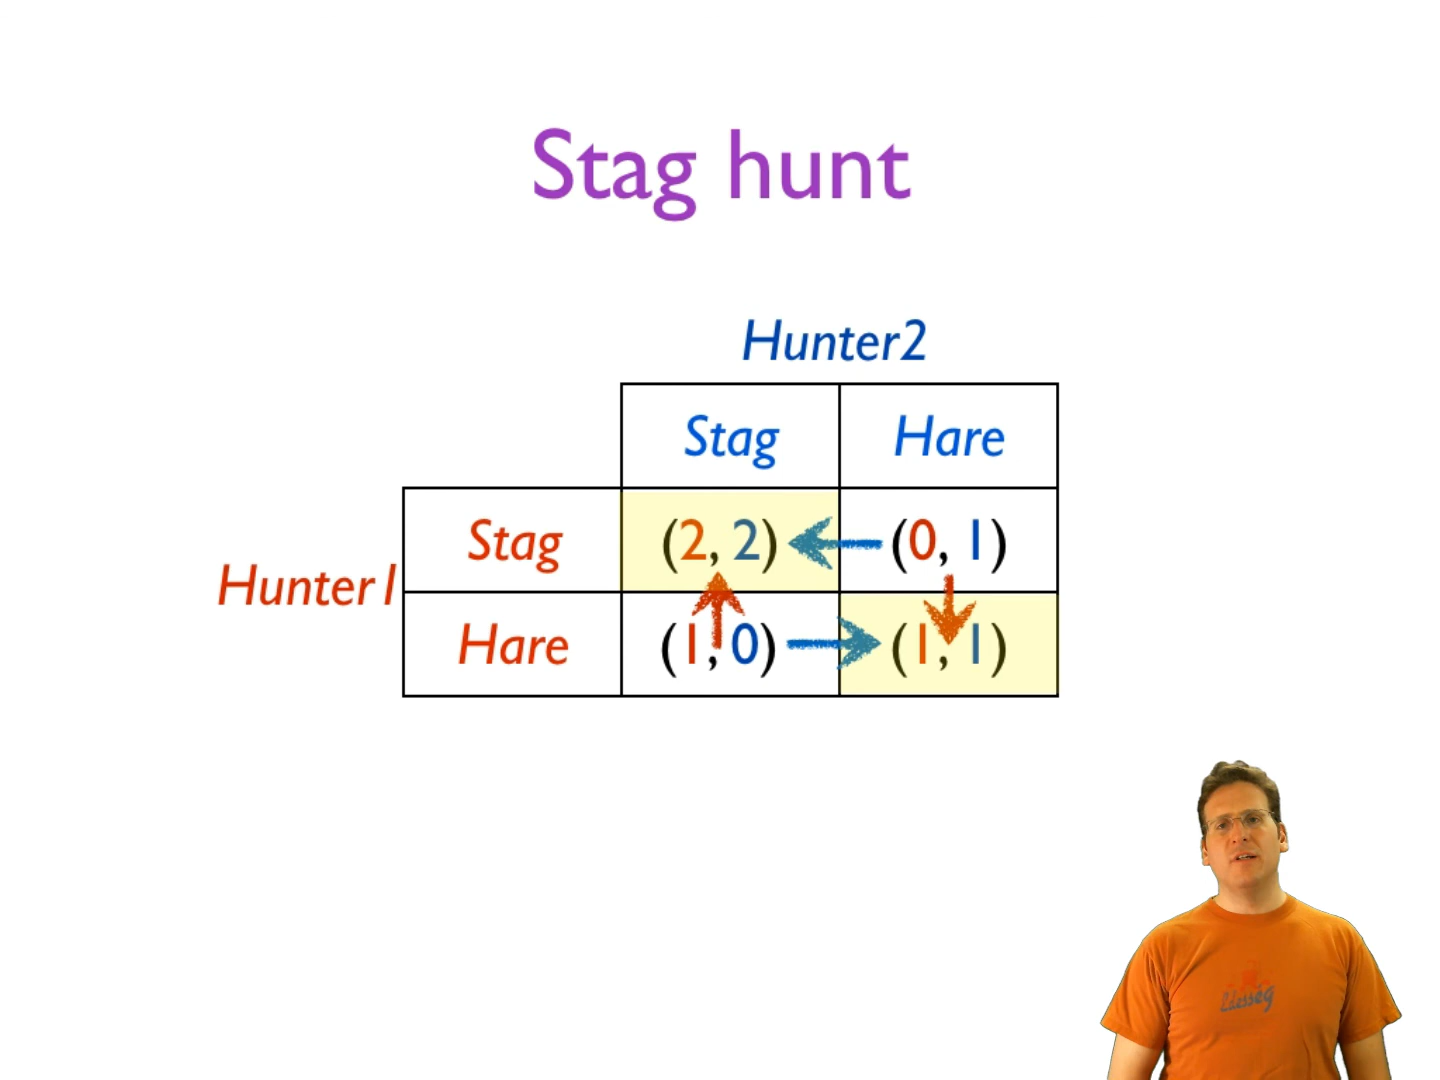 Stag hunt
Hunter2
Stag Hare
Hunter1
Stag (2, 2) (0, 1)
Hare (1, 0) (1, 1)